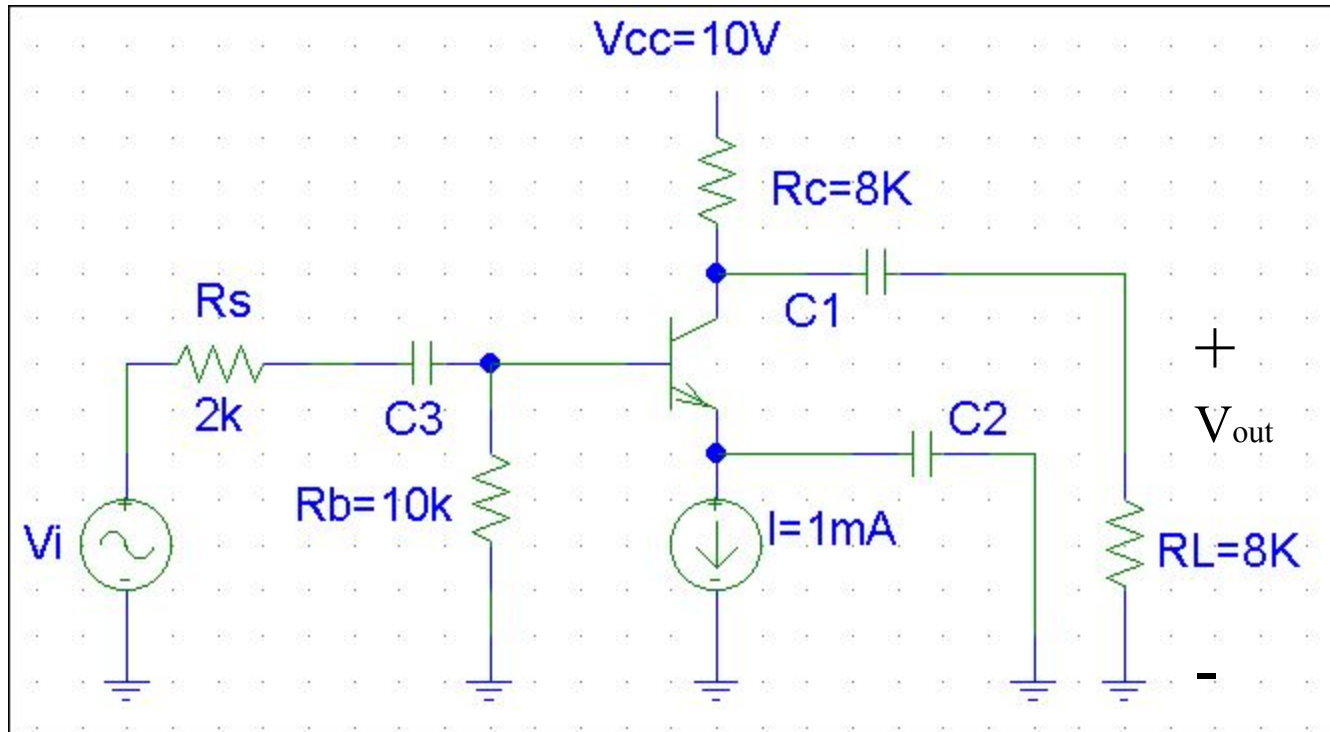 Vcc=10V
Rc=8K
Rs
C1
+
2k
C3
C2
Vout
Rb=10k
Vi
+
-
I=1mA
+
-
RL=8K
-